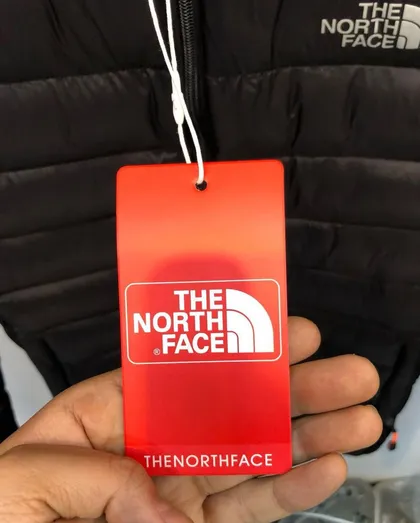 THE
NORTH
FACE
THE
NORTH
®FACE
THENORTHFACE